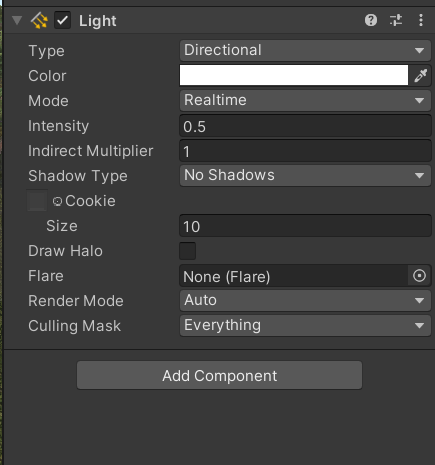 Light
Type Directional
Color
Mode Realtime
Intensity 0.5
Indirect Multiplier 1
Shadow Type No Shadows
Cookie
Size 10
Draw Halo
Flare None (Flare)
Render Mode Auto
Culling Mask Everything
Add Component